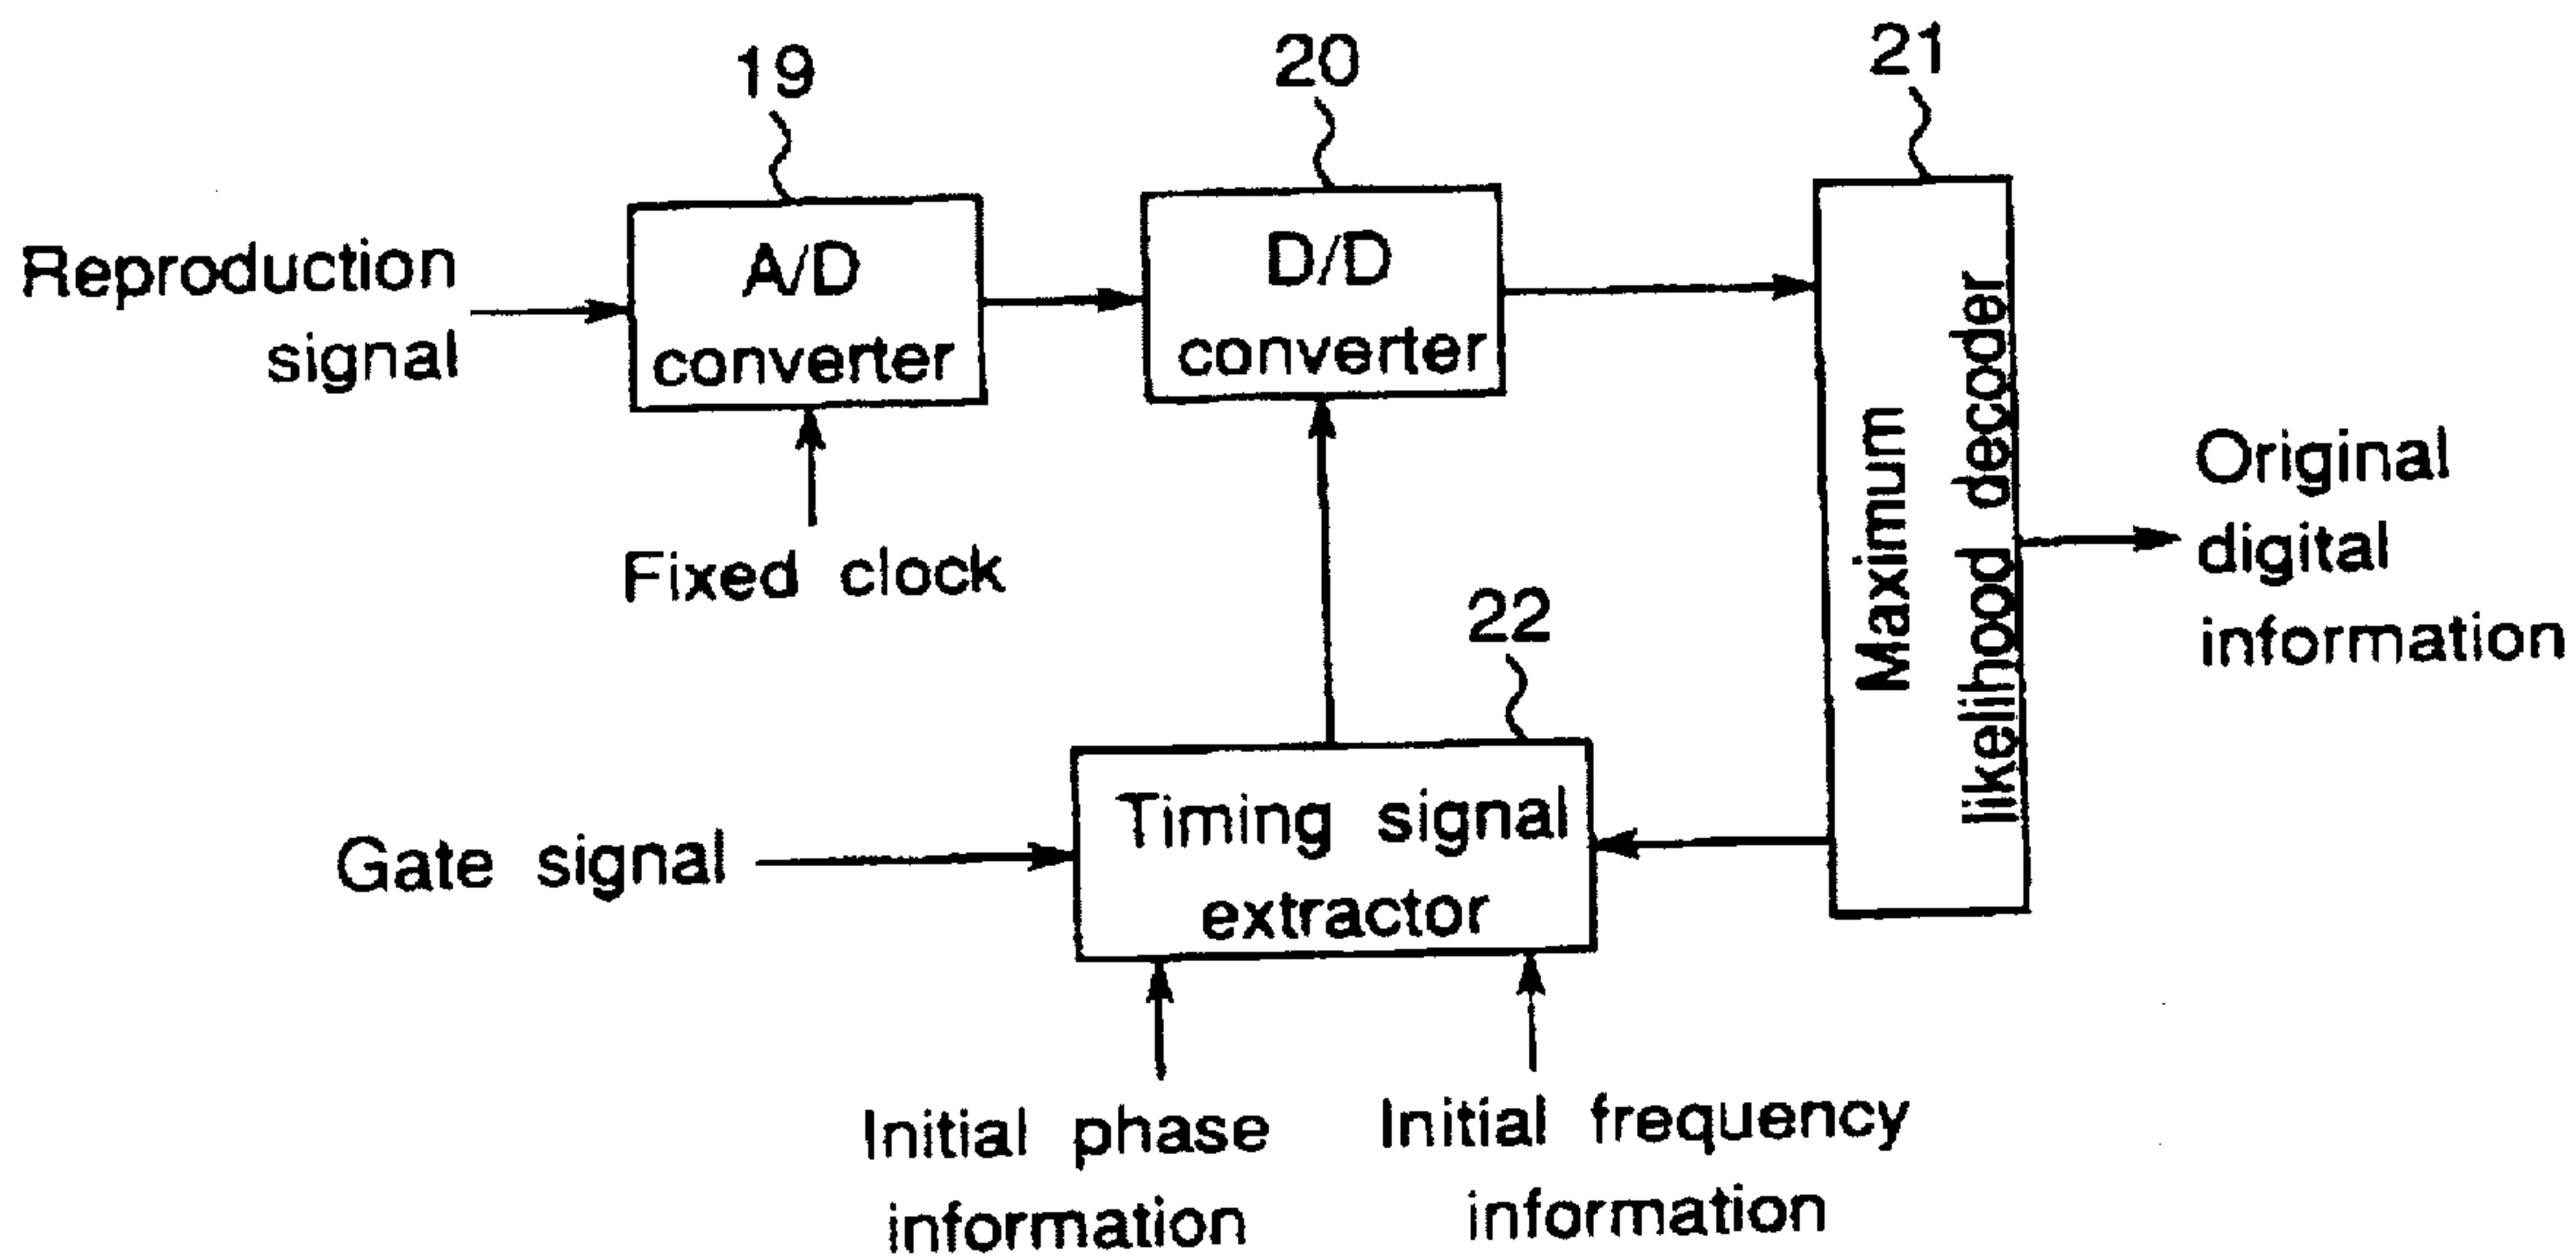 19
20
21
Reproduction
signal
A/D
converter
D/D
converter
Maximum
likelihood decoder
Original
digital
information
Fixed clock
22
Gate signal
Timing signal
extractor
Initial phase
information
Initial frequency
information